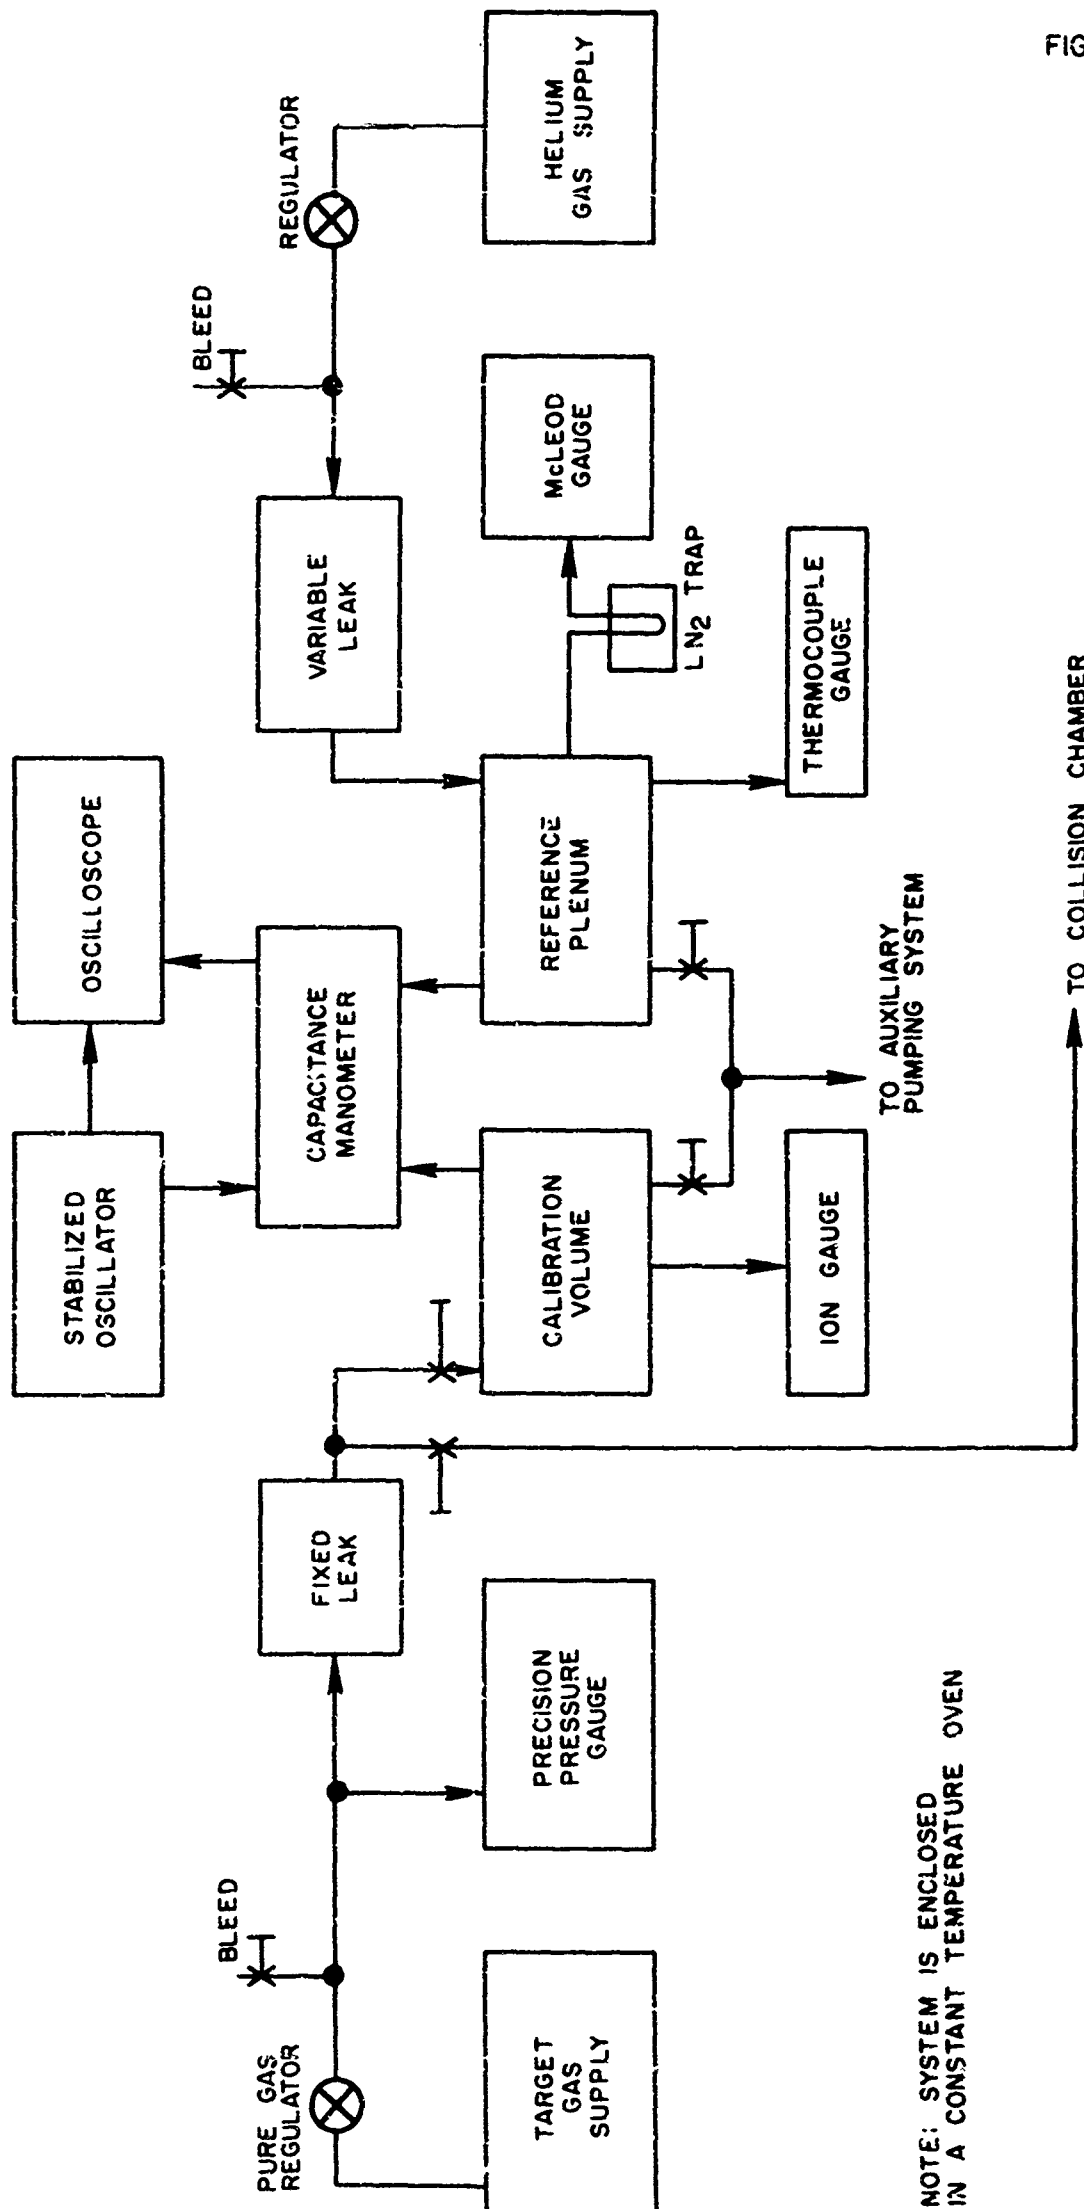 FIG
STABILIZED
OSCILLATOR
OSCILLOSCOPE
BLEED
REGULATOR
PURE GAS
REGULATOR
BLEED
FIXED
LEAK
CAPACITANCE
MANOMETER
VARIABLE
LEAK
TARGET
GAS
SUPPLY
PRECISION
PRESSURE
GAUGE
CALIBRATION
VOLUME
REFERENCE
PLENUM
LN2 TRAP
McLEOD
GAUGE
HELIUM
GAS SUPPLY
ION GAUGE
TO AUXILIARY
PUMPING SYSTEM
THERMOCOUPLE
GAUGE
NOTE: SYSTEM IS ENCLOSED
IN A CONSTANT TEMPERATURE OVEN
TO COLLISION CHAMBER